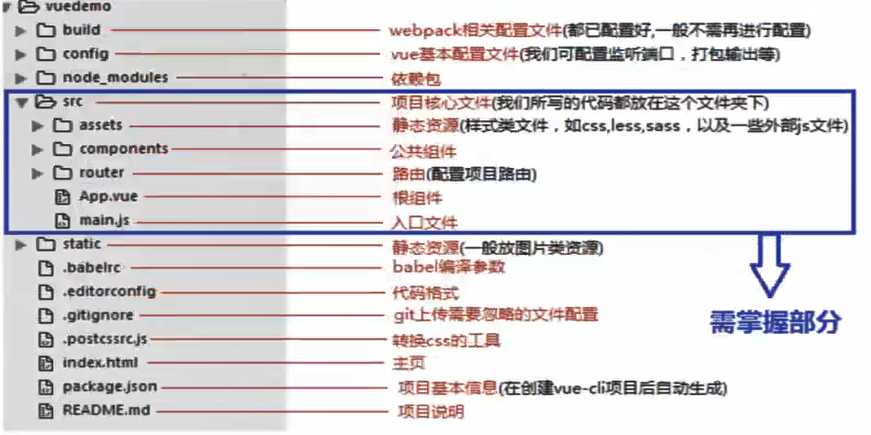 vuedemo
build webpack相关配置文件(都已配置好,一般不需再进行配置)
config vue基本配置文件(我们可配置监听端口，打包输出等)
node_modules 依赖包
src 项目核心文件(我们所写的代码都放在这个文件夹下)
assets 静态资源(样式类文件，如css,less,sass，以及一些外部js文件)
components 公共组件
router 路由(配置项目路由)
App.vue 根组件
main.js 入口文件
static 静态资源(一般放图片类资源)
.babelrc babel编泽参数
.editorconfig 代码格式
.gitignore git上传需要忽略的文件配置
需掌握部分
.postcssrc.js 转换css的工具
index.html 主页
package.json 项目基本信息(在创建vue-cli项目后自动生成)
README.md 项目说明